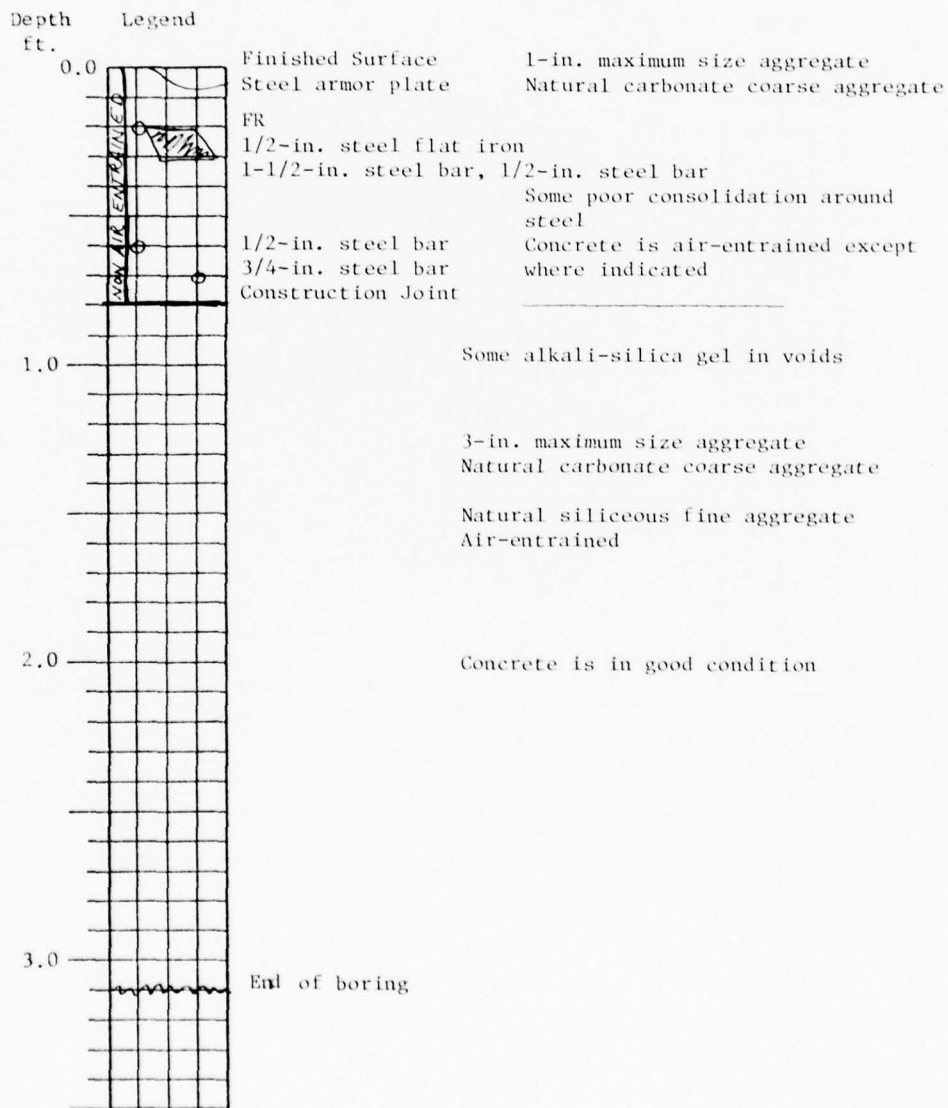 Depth Legend
ft.
0.0
Finished Surface 1-in. maximum size aggregate
Steel armor plate Natural carbonate coarse aggregate
FR
1/2-in. steel flat iron
1-1/2-in. steel bar, 1/2-in. steel bar
Some poor consolidation around
steel
1/2-in. steel bar Concrete is air-entrained except
3/4-in. steel bar where indicated
Construction Joint
NON AIR ENTRAINED
1.0
Some alkali-silica gel in voids
3-in. maximum size aggregate
Natural carbonate coarse aggregate
Natural siliceous fine aggregate
Air-entrained
2.0
Concrete is in good condition
3.0
End of boring